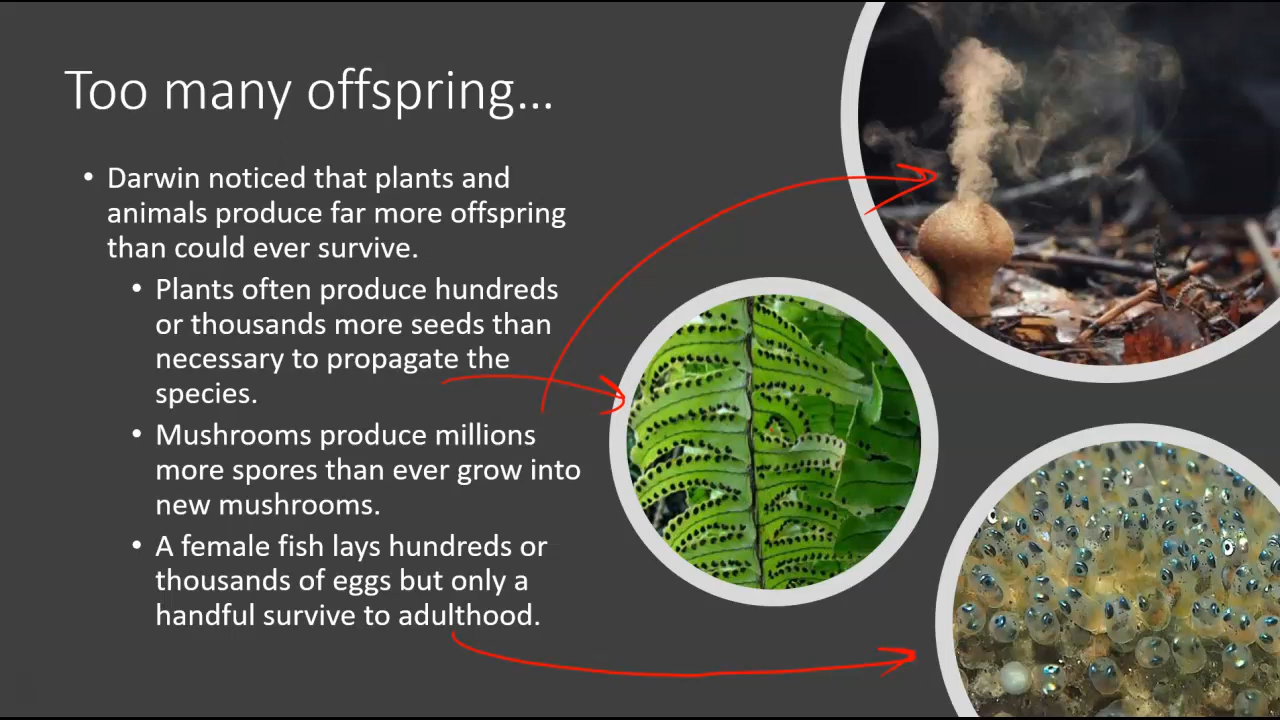 Too many offspring...
• Darwin noticed that plants and
animals produce far more offspring
than could ever survive.
• Plants often produce hundreds
or thousands more seeds than
necessary to propagate the
species.
• Mushrooms produce millions
more spores than ever grow into
new mushrooms.
• A female fish lays hundreds or
thousands of eggs but only a
handful survive to adulthood.